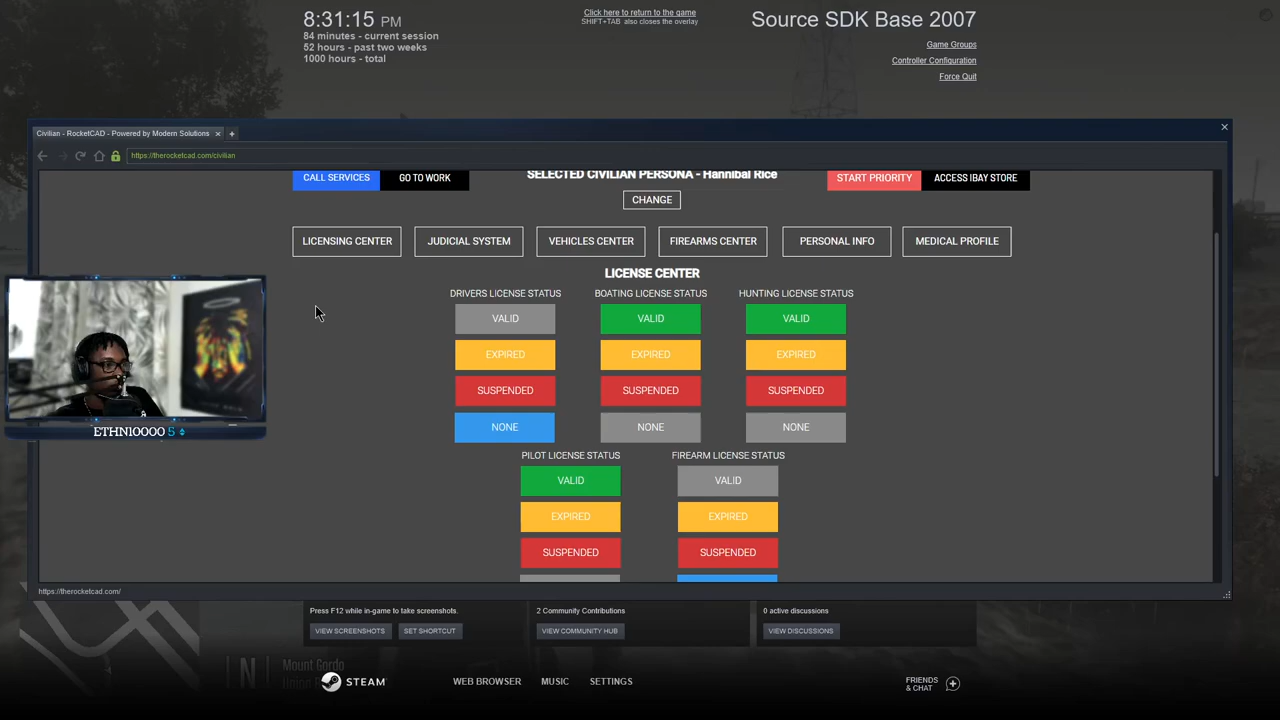 8:31:15 PM
84 minutes - current session
52 hours - past two weeks
1000 hours - total
Click here to return to the game
SHIFT+TAB also closes the overlay
Source SDK Base 2007
Game Groups
Controller Configuration
Force Quit
Civilian - RocketCAD - Powered by Modern Solutions
https://therocketcad.com/civilian
CALL SERVICES
GO TO WORK
SELECTED CIVILIAN PERSONA - Hannibal Rice
START PRIORITY
ACCESS IBAY STORE
CHANGE
LICENSING CENTER
JUDICIAL SYSTEM
VEHICLES CENTER
FIREARMS CENTER
PERSONAL INFO
MEDICAL PROFILE
LICENSE CENTER
DRIVERS LICENSE STATUS
BOATING LICENSE STATUS
HUNTING LICENSE STATUS
VALID
VALID
VALID
EXPIRED
EXPIRED
EXPIRED
SUSPENDED
SUSPENDED
SUSPENDED
NONE
NONE
NONE
PILOT LICENSE STATUS
FIREARM LICENSE STATUS
VALID
VALID
EXPIRED
EXPIRED
SUSPENDED
SUSPENDED
ETHN10000 5
https://therocketcad.com/
Press F12 while in-game to take screenshots.
2 Community Contributions
0 active discussions
VIEW SCREENSHOTS
SET SHORTCUT
VIEW COMMUNITY HUB
VIEW DISCUSSIONS
N
Mount Gordo
Union
STEAM
WEB BROWSER
MUSIC
SETTINGS
FRIENDS
& CHAT